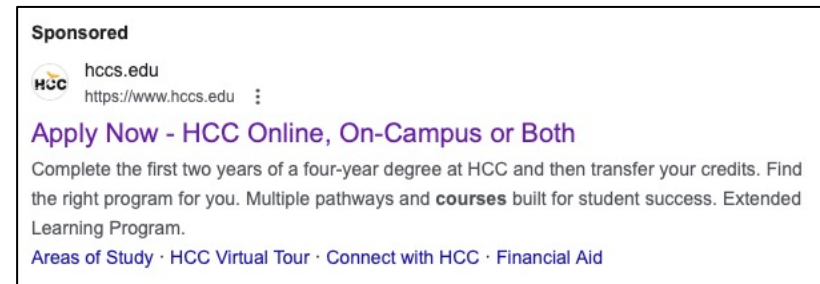 Sponsored
HCC
hccs.edu
https://www.hccs.edu
Apply Now - HCC Online, On-Campus or Both
Complete the first two years of a four-year degree at HCC and then transfer your credits. Find
the right program for you. Multiple pathways and courses built for student success. Extended
Learning Program.
Areas of Study · HCC Virtual Tour · Connect with HCC · Financial Aid